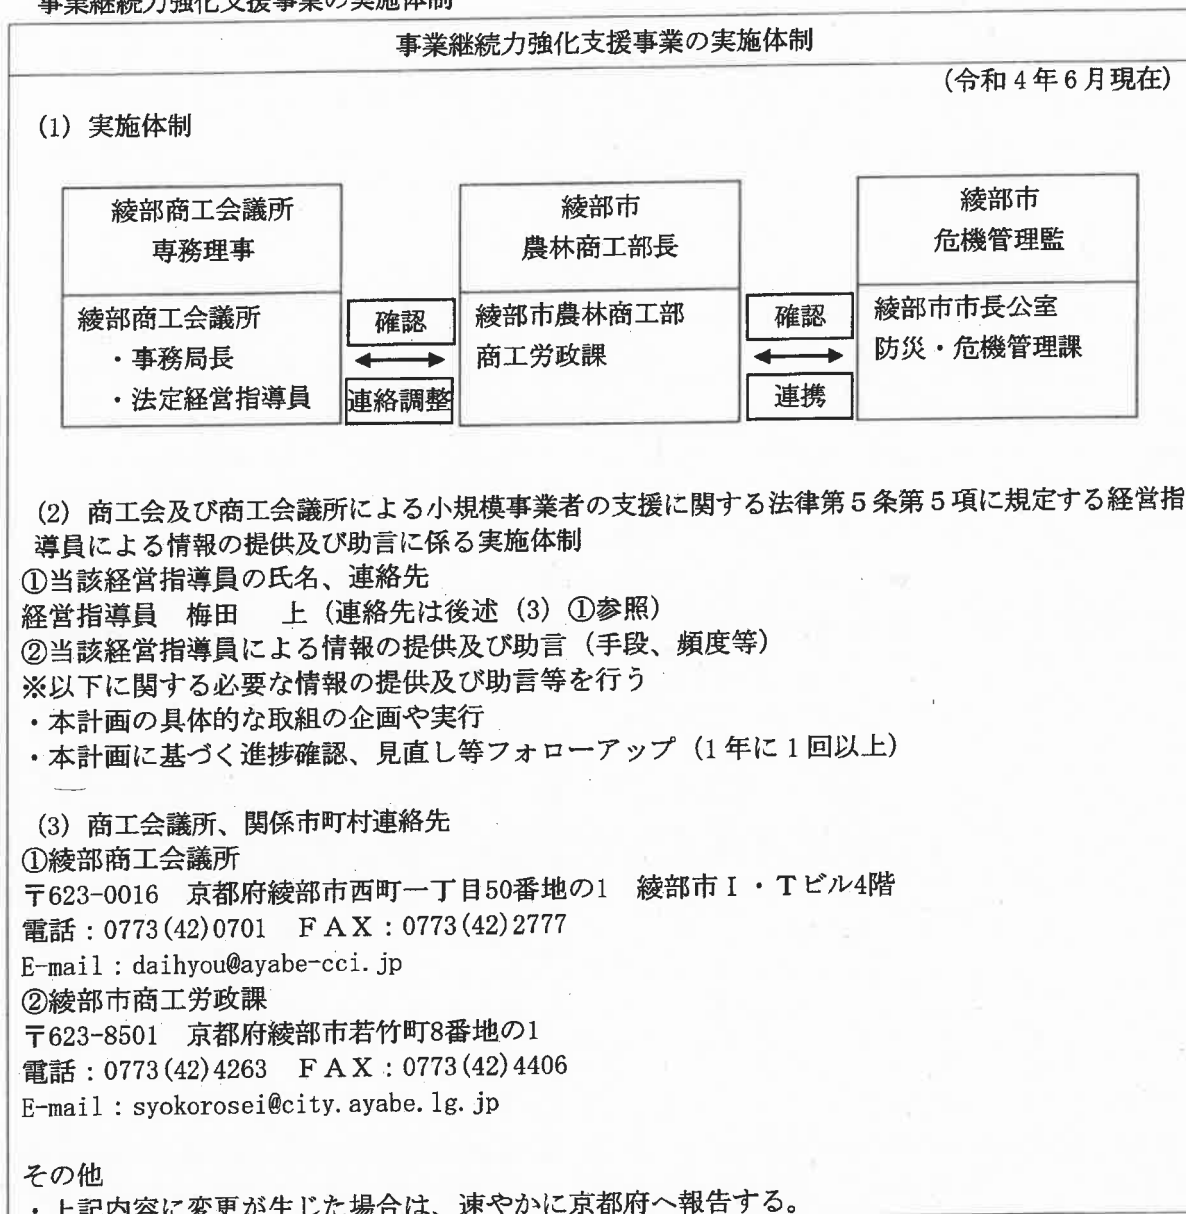 事業継続力強化支援事業の実施体制
事業継続力強化支援事業の実施体制
(令和4年6月現在)
(1) 実施体制
綾部商工会議所
専務理事
綾部商工会議所
・事務局長
・法定経営指導員
確認
連絡調整
綾部市
農林商工部長
綾部市農林商工部
商工労政課
確認
連携
綾部市
危機管理監
綾部市市長公室
防災・危機管理課
(2) 商工会及び商工会議所による小規模事業者の支援に関する法律第5条第5項に規定する経営指
導員による情報の提供及び助言に係る実施体制
①当該経営指導員の氏名、連絡先
経営指導員 梅田 上(連絡先は後述(3)①参照)
②当該経営指導員による情報の提供及び助言(手段、頻度等)
※以下に関する必要な情報の提供及び助言等を行う
・本計画の具体的な取組の企画や実行
・本計画に基づく進捗確認、見直し等フォローアップ(1年に1回以上)
(3) 商工会議所、関係市町村連絡先
①綾部商工会議所
〒623-0016 京都府綾部市西町一丁目50番地の1 綾部市I・Tビル4階
電話:0773(42)0701 FAX:0773(42)2777
E-mail:daihyou@ayabe-cci.jp
②綾部市商工労政課
〒623-8501 京都府綾部市若竹町8番地の1
電話:0773(42)4263 FAX:0773(42)4406
E-mail:syokorosei@city.ayabe.lg.jp
その他
・上記内容に変更が生じた場合は、速やかに京都府へ報告する。